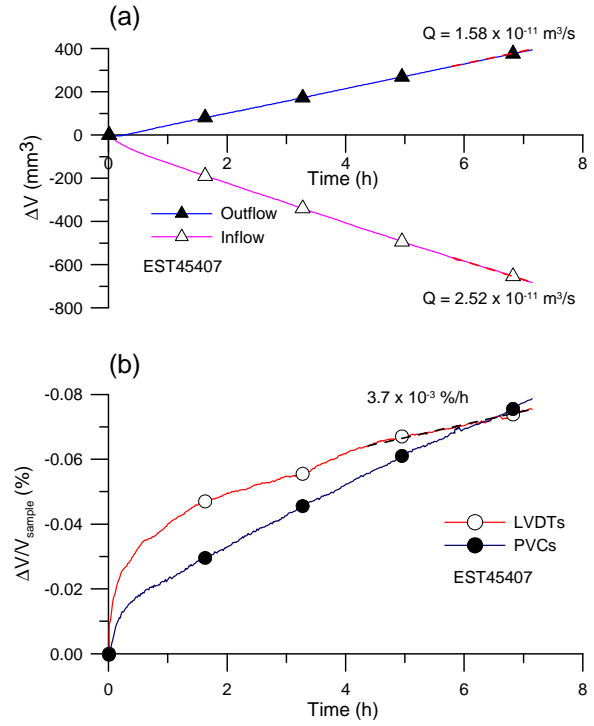 (a)
Q = 1.58 x 10⁻¹¹ m³/s
400
200
0
-200
-400
-600
-800
ΔV (mm³)
0 2 4 6 8
Time (h)
Outflow
Inflow
EST45407
Q = 2.52 x 10⁻¹¹ m³/s
(b)
-0.08
-0.06
-0.04
-0.02
0.00
ΔV/Vsample (%)
3.7 x 10⁻³ %/h
LVDTs
PVCs
EST45407
0 2 4 6 8
Time (h)